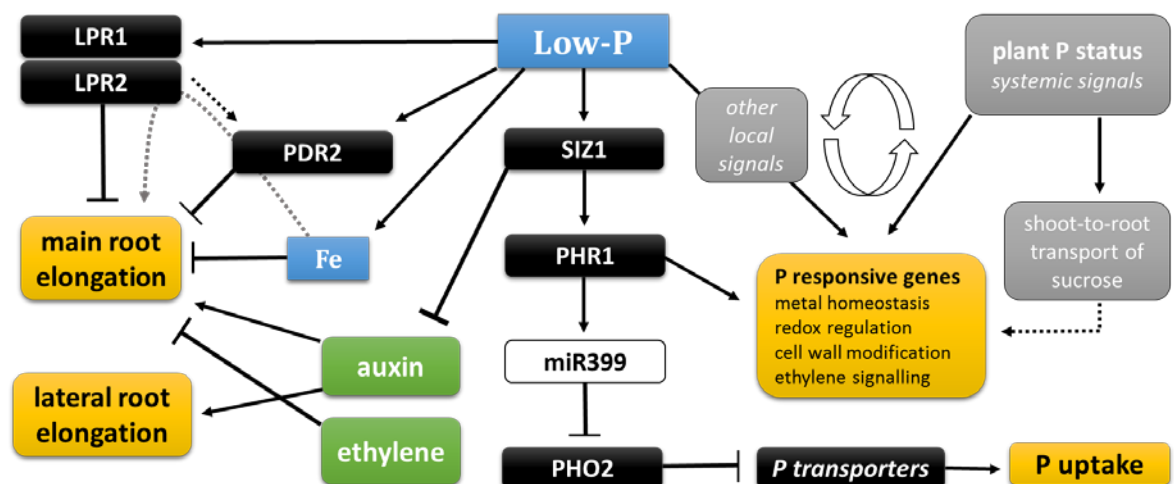 LPR1
LPR2
Low-P
plant P status
systemic signals
other
local
signals
PDR2
SIZ1
main root
elongation
Fe
PHR1
shoot-to-root
transport of
sucrose
P responsive genes
metal homeostasis
redox regulation
cell wall modification
ethylene signalling
auxin
miR399
lateral root
elongation
ethylene
PHO2
P transporters
P uptake